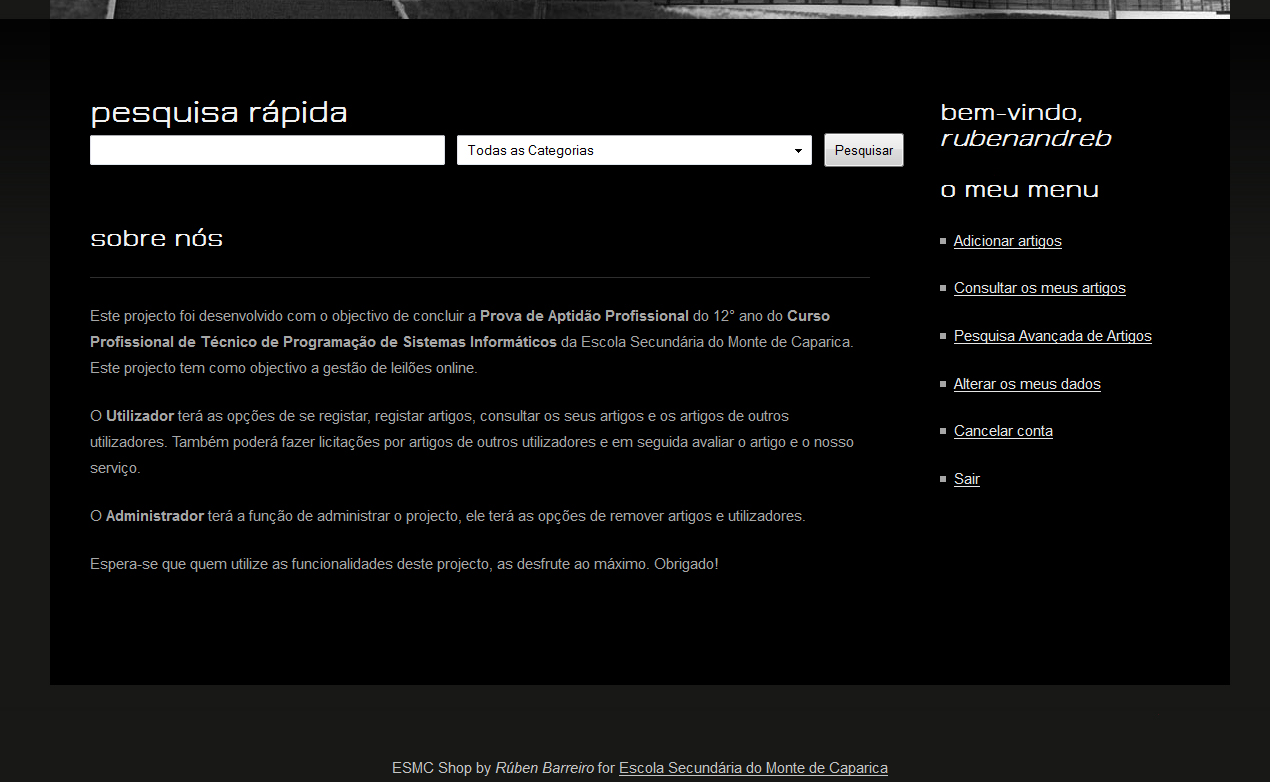 pesquisa rápida
Todas as Categorias
Pesquisar
sobre nós
Este projecto foi desenvolvido com o objectivo de concluir a Prova de Aptidão Profissional do 12° ano do Curso
Profissional de Técnico de Programação de Sistemas Informáticos da Escola Secundária do Monte de Caparica.
Este projecto tem como objectivo a gestão de leilões online.
O Utilizador terá as opções de se registar, registar artigos, consultar os seus artigos e os artigos de outros
utilizadores. Também poderá fazer licitações por artigos de outros utilizadores e em seguida avaliar o artigo e o nosso
serviço.
O Administrador terá a função de administrar o projecto, ele terá as opções de remover artigos e utilizadores.
Espera-se que quem utilize as funcionalidades deste projecto, as desfrute ao máximo. Obrigado!
bem-vindo,
rubenandreb
o meu menu
Adicionar artigos
Consultar os meus artigos
Pesquisa Avançada de Artigos
Alterar os meus dados
Cancelar conta
Sair
ESMC Shop by Rúben Barreiro for Escola Secundária do Monte de Caparica